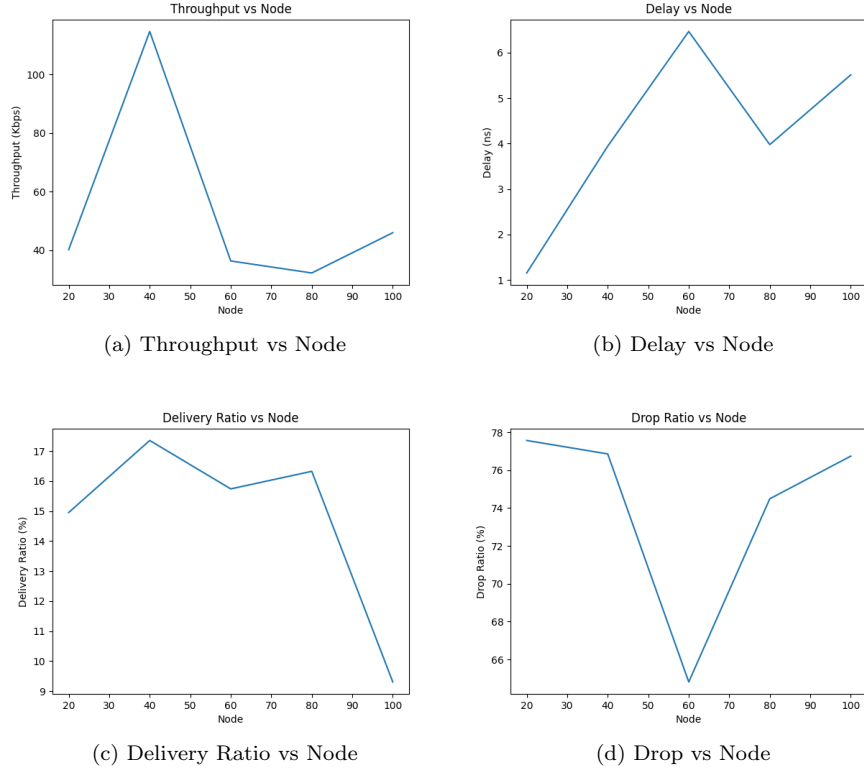 Throughput vs Node
100
80
60
40
Throughput (Kbps)
20 30 40 50 60 70 80 90 100
Node
(a) Throughput vs Node
Delay vs Node
6
5
4
3
2
1
Delay (ns)
20 30 40 50 60 70 80 90 100
Node
(b) Delay vs Node
Delivery Ratio vs Node
17
16
15
14
13
12
11
10
9
Delivery Ratio (%)
20 30 40 50 60 70 80 90 100
Node
(c) Delivery Ratio vs Node
Drop Ratio vs Node
78
76
74
72
70
68
66
Drop Ratio (%)
20 30 40 50 60 70 80 90 100
Node
(d) Drop vs Node